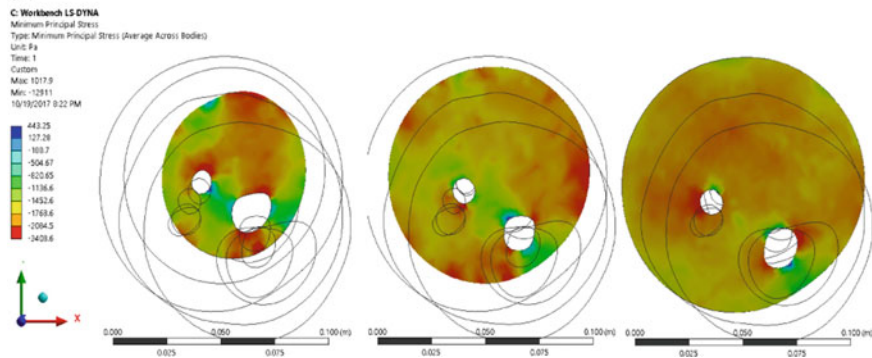 C: Workbench LS-DYNA
Minimum Principal Stress
Type: Minimum Principal Stress (Average Across Bodies)
Unit: Pa
Time: 1
Custom
Max: 1017.9
Min: -12911
10/19/2017 8:22 PM
443.25
127.28
-188.7
-504.67
-820.65
-1136.6
-1452.6
-1768.6
-2084.5
-2403.6
X
0.000 0.050 0.100 (m)
0.025 0.075
0.000 0.050 0.100 (m)
0.025 0.075
0.000 0.050 0.100 (m)
0.025 0.075